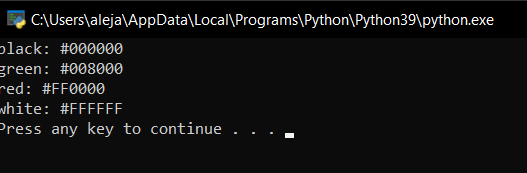 C:\Users\aleja\AppData\Local\Programs\Python\Python39\python.exe
black: #000000
green: #008000
red: #FF0000
white: #FFFFFF
Press any key to continue . . .